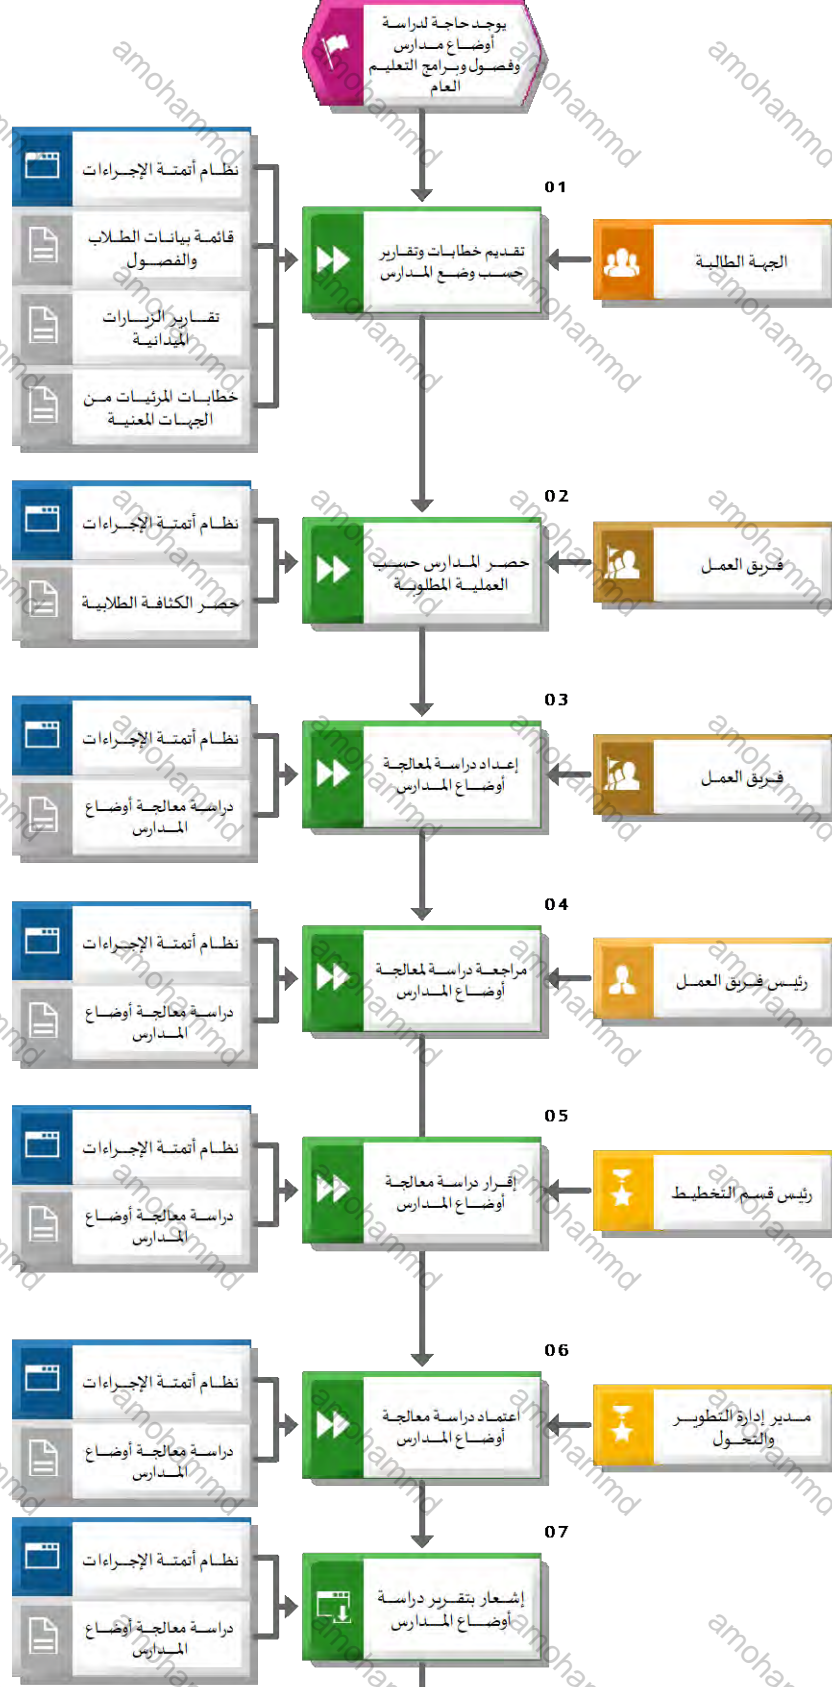 يوجد حاجة لدراسة
أوضاع مدارس
وفصول وبرامج التعليم
العام
01
الجهة الطالبة
تقديم خطابات وتقارير
حسب وضع المدارس
نظام أتمتة الإجراءات
قائمة بيانات الطلاب
والفصول
تقارير الزيارات
الميدانية
خطابات المرئيات من
الجهات المعنية
02
فريق العمل
حصر المدارس حسب
العملية المطلوبة
نظام أتمتة الإجراءات
حصر الكثافة الطلابية
03
فريق العمل
إعداد دراسة لمعالجة
أوضاع المدارس
نظام أتمتة الإجراءات
دراسة معالجة أوضاع
المدارس
04
رئيس فريق العمل
مراجعة دراسة لمعالجة
أوضاع المدارس
نظام أتمتة الإجراءات
دراسة معالجة أوضاع
المدارس
05
رئيس قسم التخطيط
إقرار دراسة معالجة
أوضاع المدارس
نظام أتمتة الإجراءات
دراسة معالجة أوضاع
المدارس
06
مدير إدارة التطوير
والتحول
اعتماد دراسة معالجة
أوضاع المدارس
نظام أتمتة الإجراءات
دراسة معالجة أوضاع
المدارس
07
إشعار بتقرير دراسة
أوضاع المدارس
نظام أتمتة الإجراءات
دراسة معالجة أوضاع
المدارس
amohammd